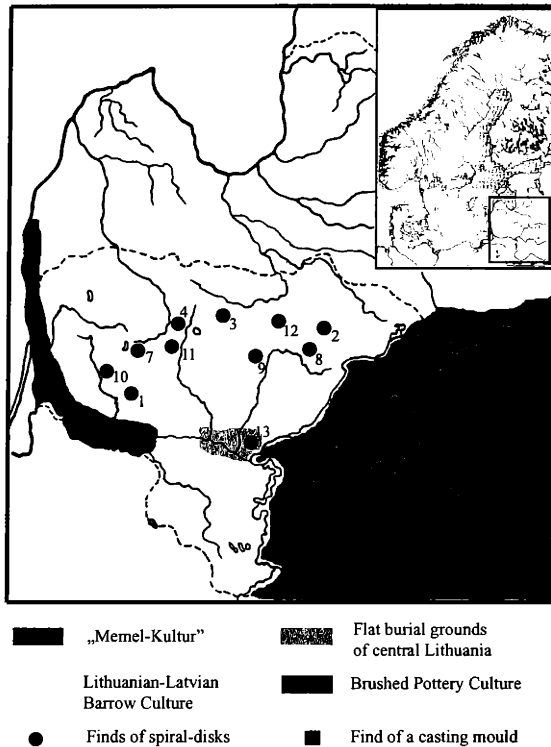 4
3
12
2
7
11
9
8
10
1
13
„Memel-Kultur”
Flat burial grounds
of central Lithuania
Lithuanian-Latvian
Barrow Culture
Brushed Pottery Culture
Finds of spiral-disks
Find of a casting mould